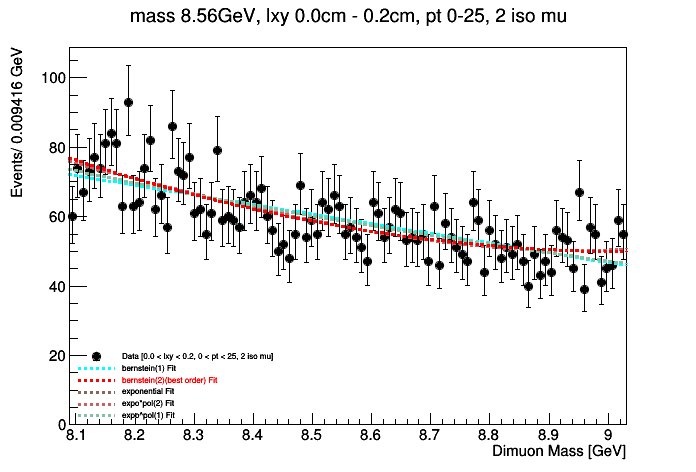 mass 8.56GeV, lxy 0.0cm - 0.2cm, pt 0-25, 2 iso mu
Events/ 0.009416 GeV
100
80
60
40
20
0
Data [0.0 < lxy < 0.2, 0 < pt < 25, 2 iso mu]
bernstein(1) Fit
bernstein(2)(best order) Fit
exponential Fit
expo*pol(2) Fit
expp^pol(1) Fit
8.1 8.2 8.3 8.4 8.5 8.6 8.7 8.8 8.9 9
Dimuon Mass [GeV]